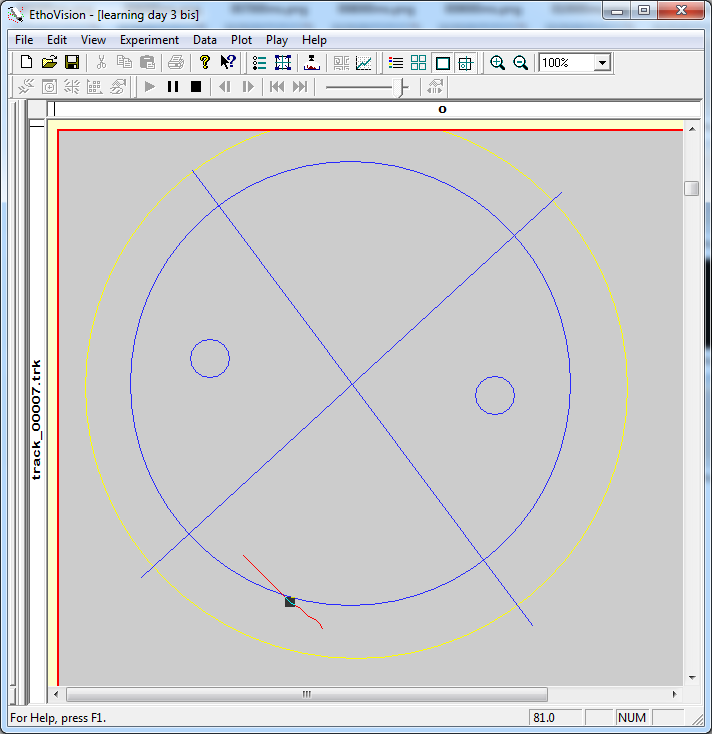 EthoVision - [learning day 3 bis]
File Edit View Experiment Data Plot Play Help
100%
0
track_00007.trk
For Help, press F1.
81.0
NUM